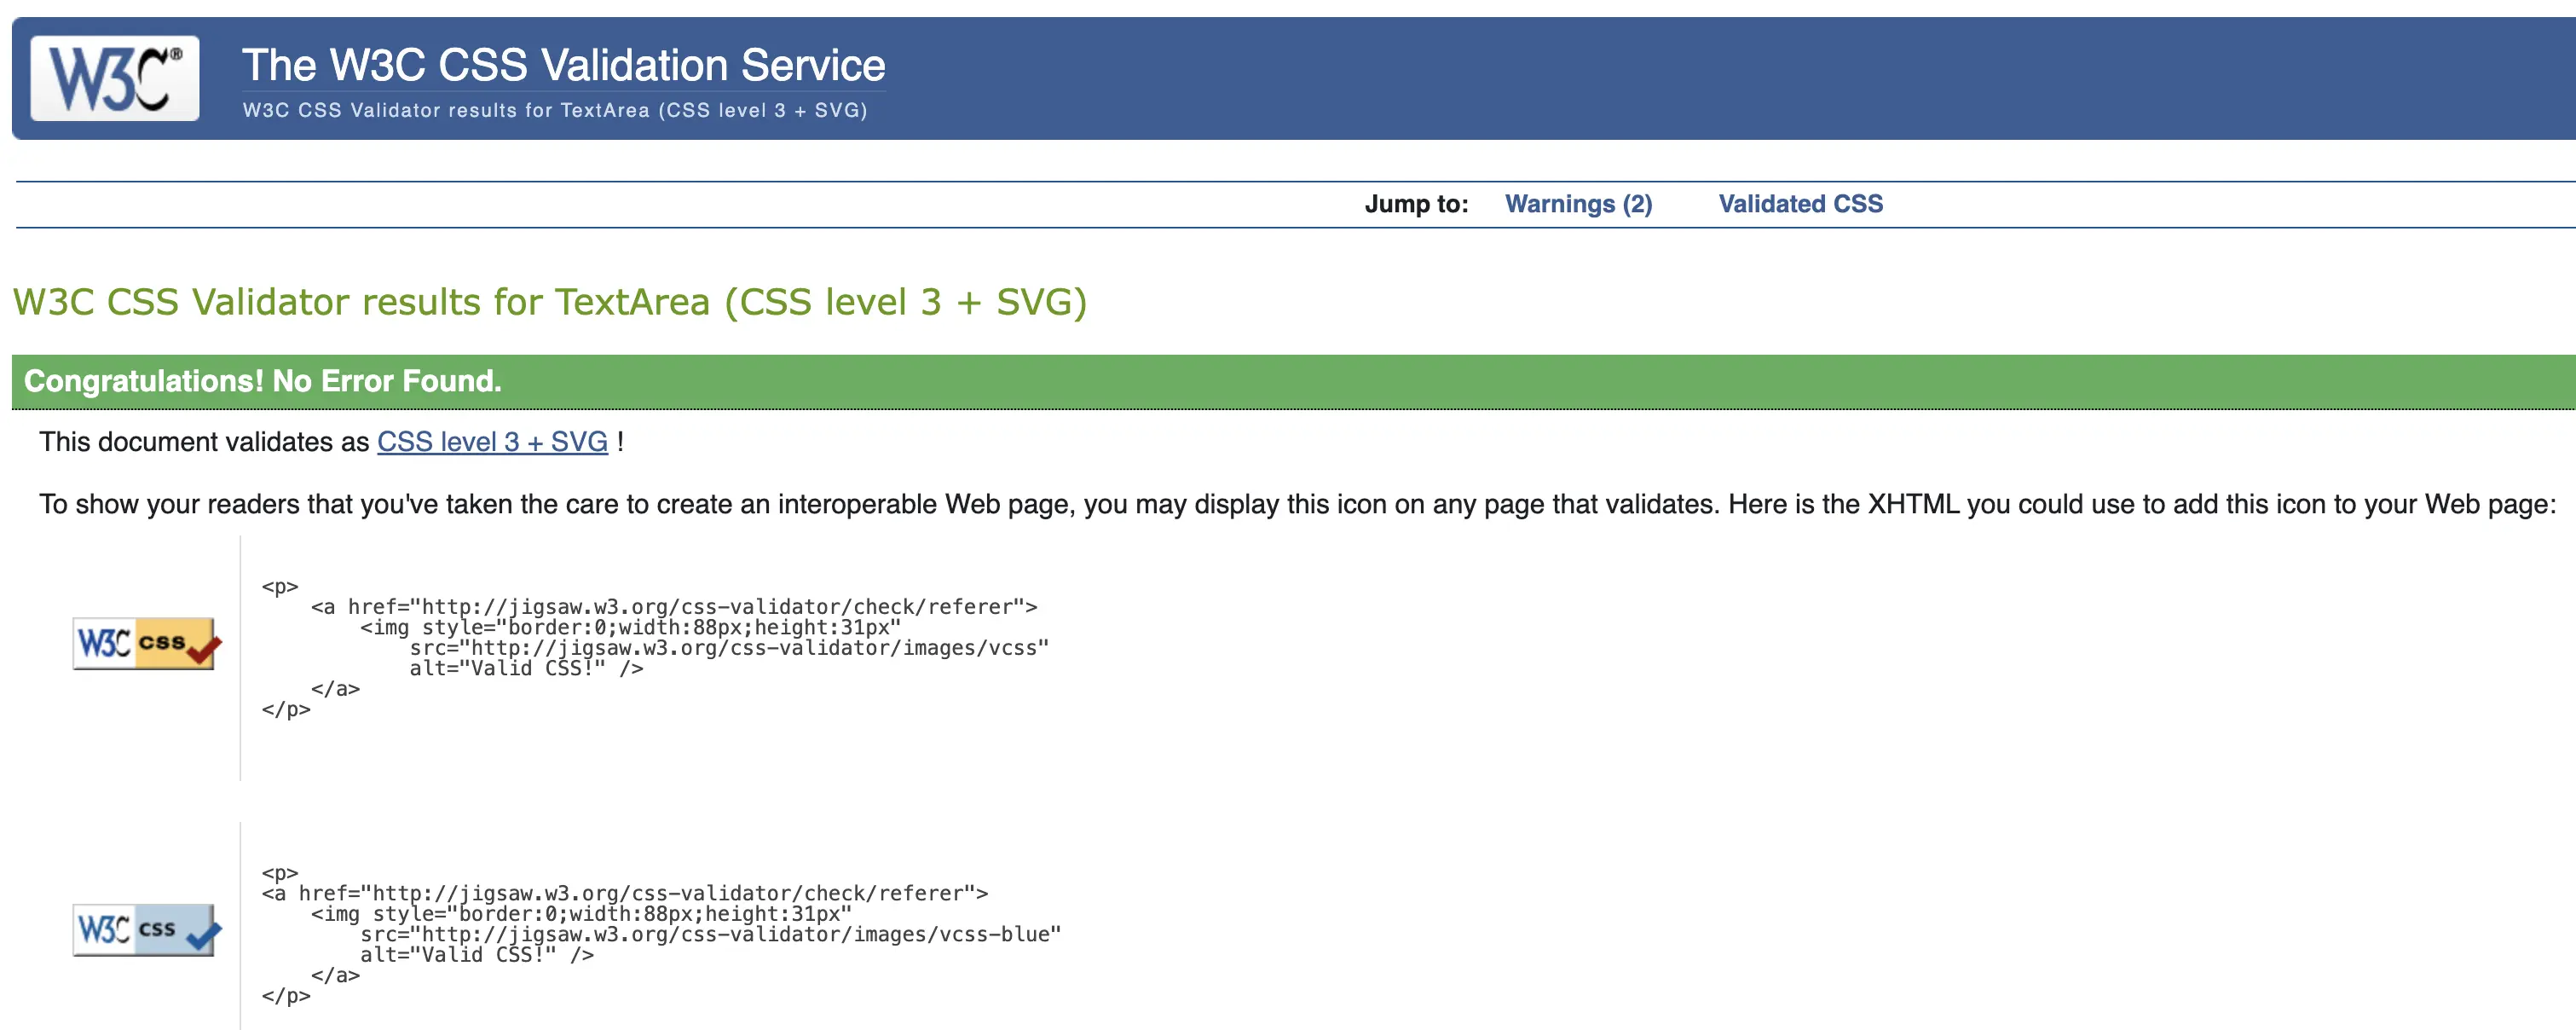 W3C®
The W3C CSS Validation Service
W3C CSS Validator results for TextArea (CSS level 3 + SVG)
Jump to: Warnings (2) Validated CSS
W3C CSS Validator results for TextArea (CSS level 3 + SVG)
Congratulations! No Error Found.
This document validates as CSS level 3 + SVG !
To show your readers that you've taken the care to create an interoperable Web page, you may display this icon on any page that validates. Here is the XHTML you could use to add this icon to your Web page:
W3C css
<p>
    <a href="http://jigsaw.w3.org/css-validator/check/referer">
        <img style="border:0;width:88px;height:31px"
            src="http://jigsaw.w3.org/css-validator/images/vcss"
            alt="Valid CSS!" />
    </a>
</p>
W3C css
<p>
<a href="http://jigsaw.w3.org/css-validator/check/referer">
    <img style="border:0;width:88px;height:31px"
        src="http://jigsaw.w3.org/css-validator/images/vcss-blue"
        alt="Valid CSS!" />
    </a>
</p>